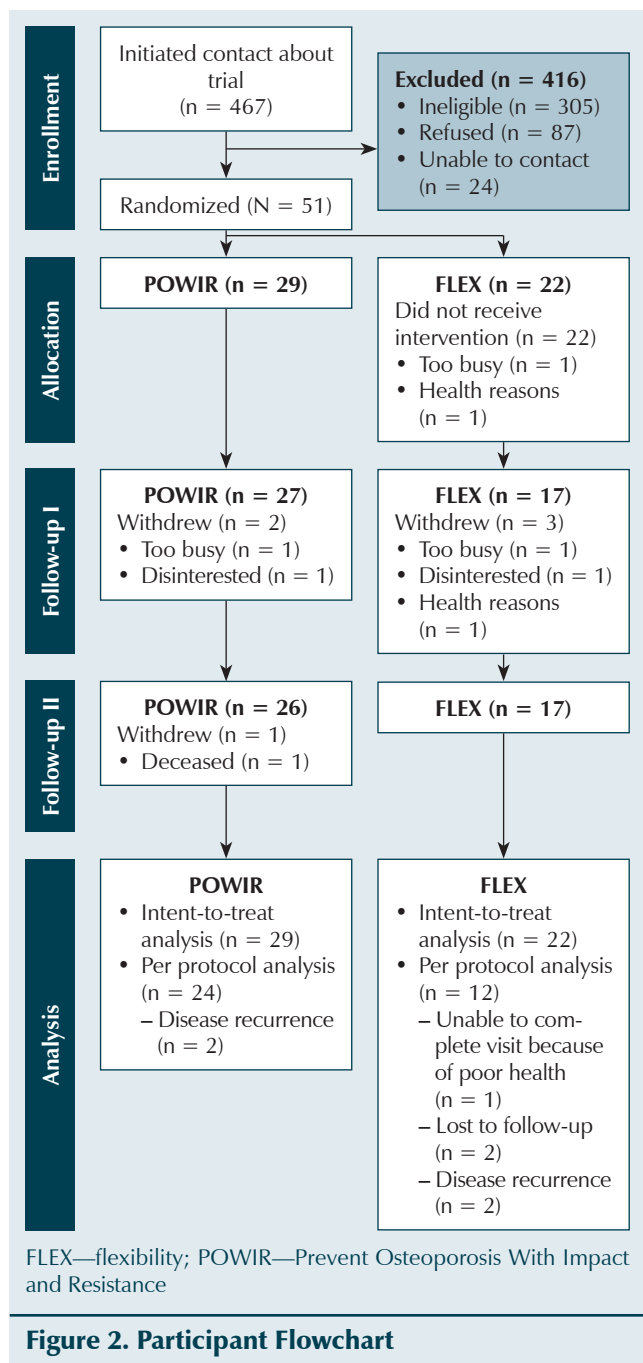 Enrollment
Initiated contact about
trial
(n = 467)
Excluded (n = 416)
• Ineligible (n = 305)
• Refused (n = 87)
• Unable to contact
(n = 24)
Randomized (N = 51)
Allocation
POWIR (n = 29)
FLEX (n = 22)
Did not receive
intervention (n = 22)
• Too busy (n = 1)
• Health reasons
(n = 1)
Follow-up I
POWIR (n = 27)
Withdrew (n = 2)
• Too busy (n = 1)
• Disinterested (n = 1)
FLEX (n = 17)
Withdrew (n = 3)
• Too busy (n = 1)
• Disinterested (n = 1)
• Health reasons
(n = 1)
Follow-up II
POWIR (n = 26)
Withdrew (n = 1)
• Deceased (n = 1)
FLEX (n = 17)
Analysis
POWIR
• Intent-to-treat
analysis (n = 29)
• Per protocol analysis
(n = 24)
– Disease recurrence
(n = 2)
FLEX
• Intent-to-treat
analysis (n = 22)
• Per protocol analysis
(n = 12)
– Unable to com-
plete visit because
of poor health
(n = 1)
– Lost to follow-up
(n = 2)
– Disease recurrence
(n = 2)
FLEX—flexibility; POWIR—Prevent Osteoporosis With Impact
and Resistance
Figure 2. Participant Flowchart